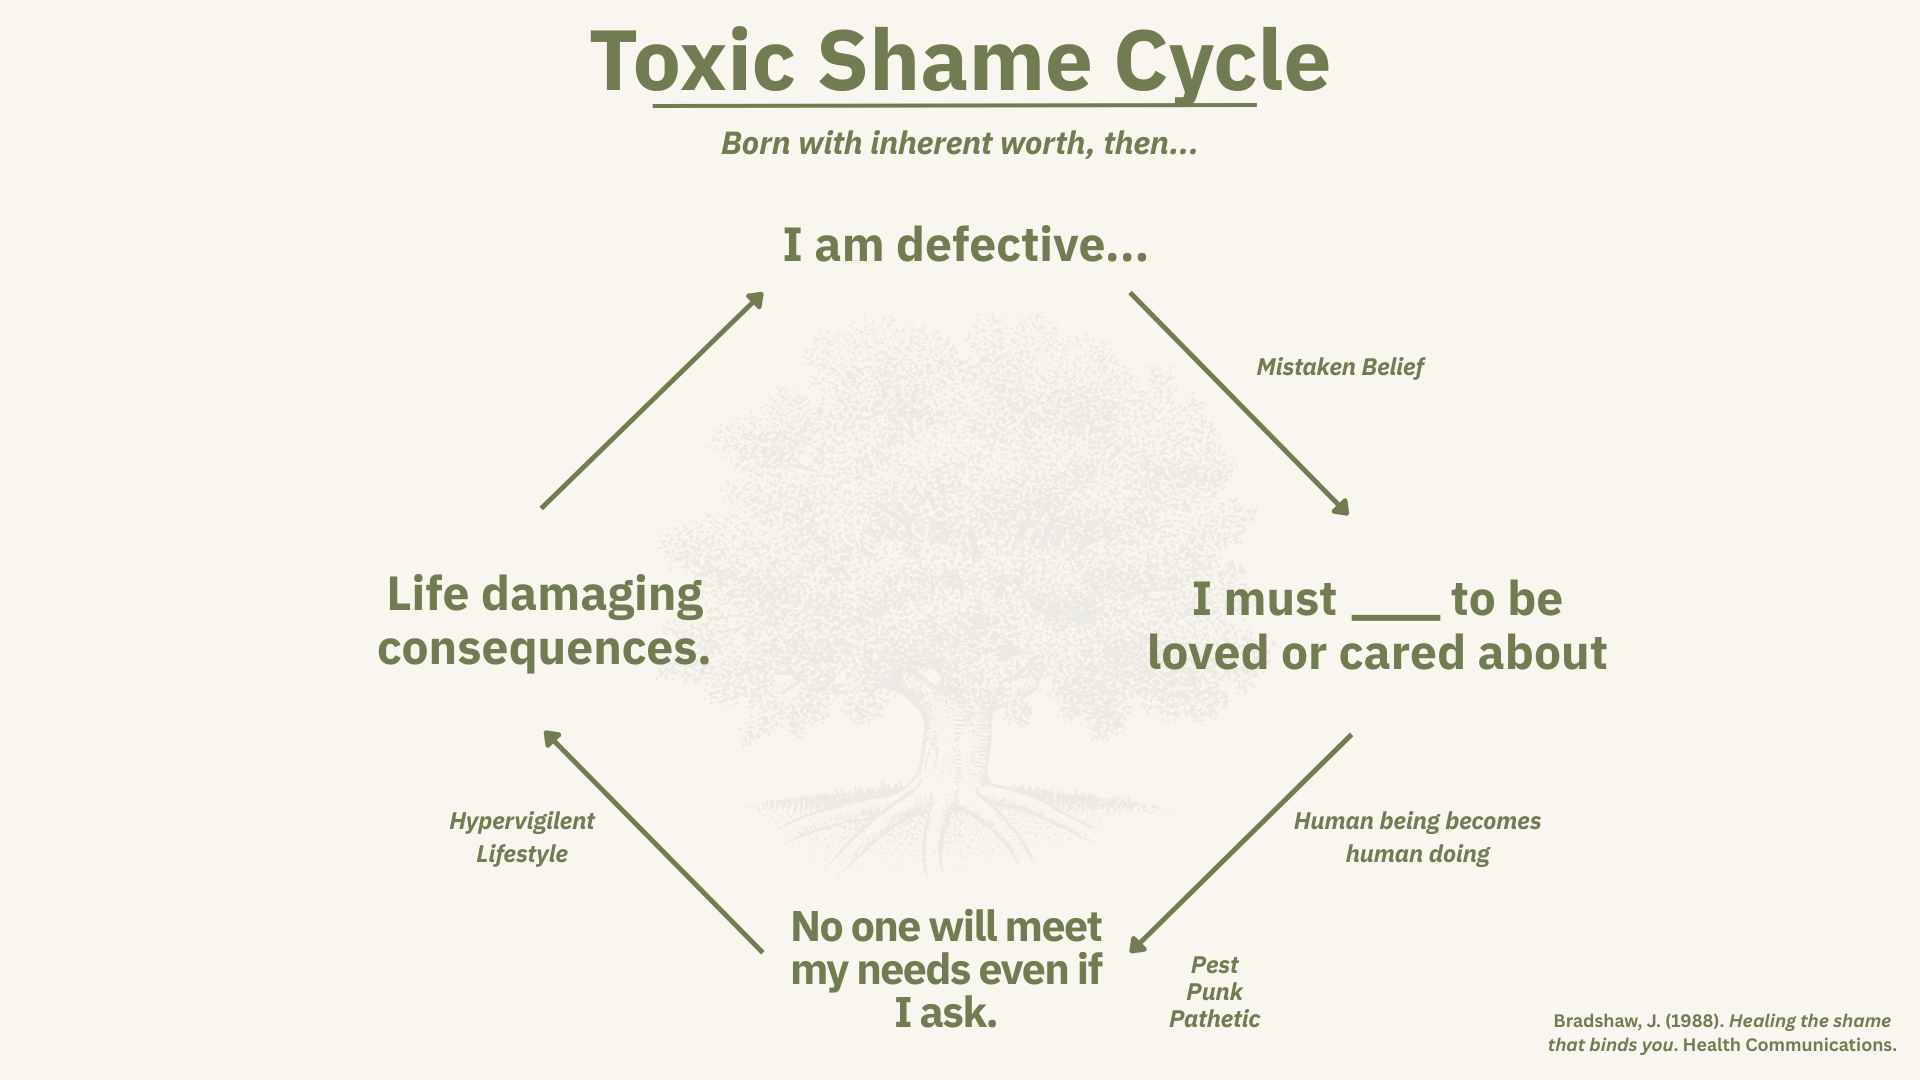 Toxic Shame Cycle
Born with inherent worth, then...
I am defective...
Mistaken Belief
I must ____ to be
loved or cared about
Human being becomes
human doing
No one will meet
my needs even if
I ask.
Pest
Punk
Pathetic
Hypervigilent
Lifestyle
Life damaging
consequences.
Bradshaw, J. (1988). Healing the shame
that binds you. Health Communications.